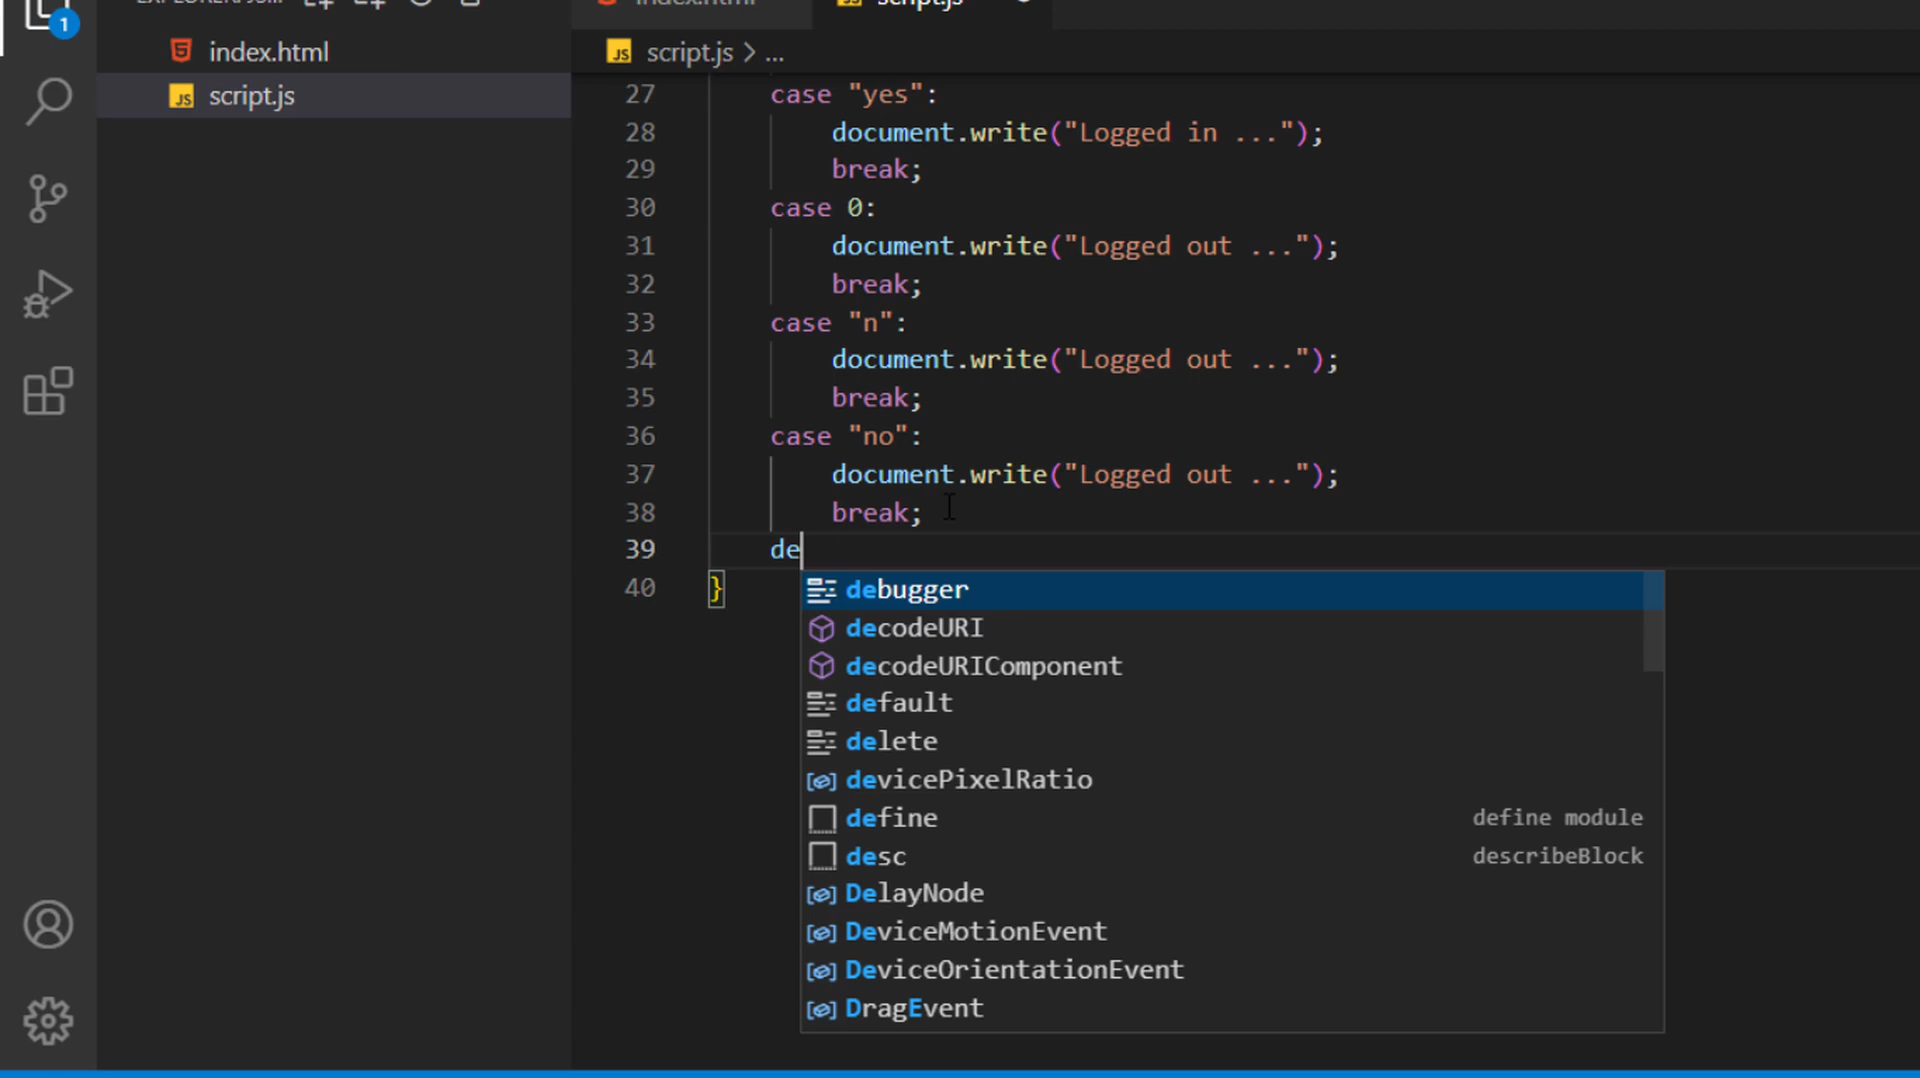 1
index.html
script.js
script.js
script.js > ...
27 case "yes":
28 document.write("Logged in ...");
29 break;
30 case 0:
31 document.write("Logged out ...");
32 break;
33 case "n":
34 document.write("Logged out ...");
35 break;
36 case "no":
37 document.write("Logged out ...");
38 break;
39 de
40 }
debugger
decodeURI
decodeURIComponent
default
delete
devicePixelRatio
define define module
desc describeBlock
DelayNode
DeviceMotionEvent
DeviceOrientationEvent
DragEvent